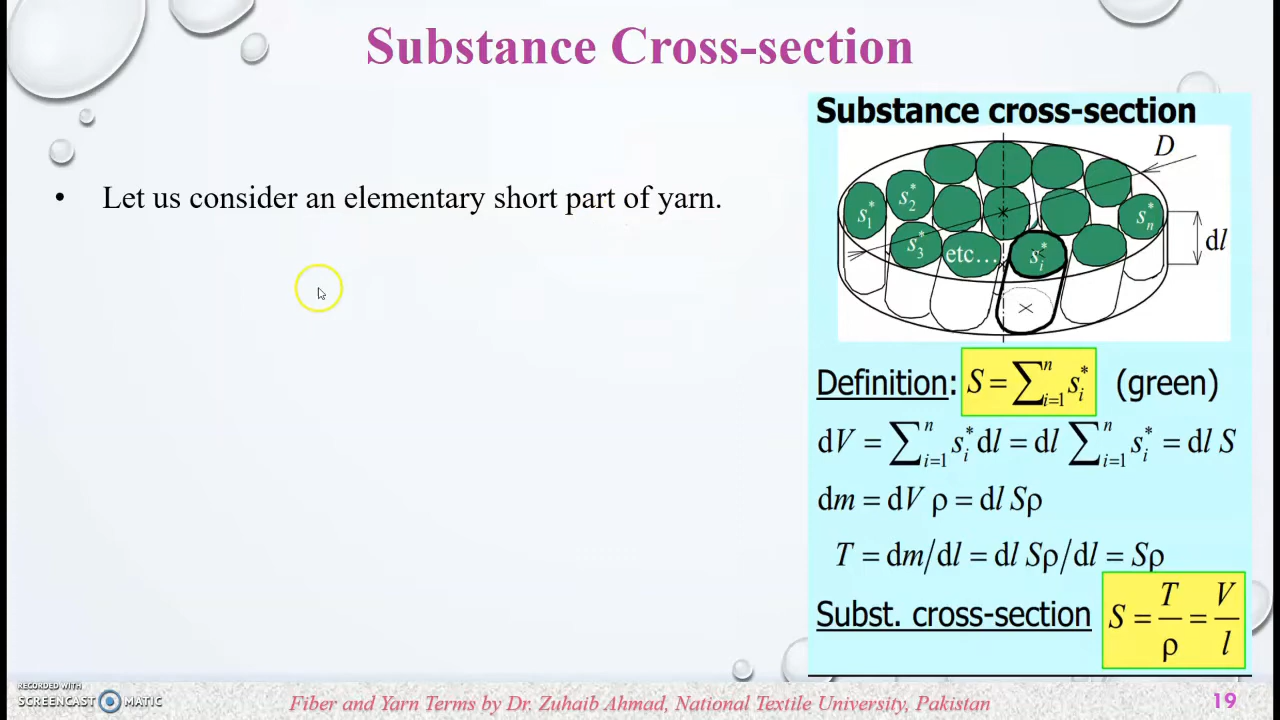 Substance Cross-section
• Let us consider an elementary short part of yarn.
Substance cross-section
D
s₁* s₂* s₃* etc... sᵢ* sₙ* dl
Definition: S = ∑ⁿᵢ₌₁ sᵢ* (green)
dV = ∑ⁿᵢ₌₁ sᵢ* dl = dl ∑ⁿᵢ₌₁ sᵢ* = dl S
dm = dV ρ = dl Sρ
T = dm/dl = dl Sρ/dl = Sρ
Subst. cross-section S = T/ρ = V/l
RECORDED WITH
SCREENCAST MATIC
Fiber and Yarn Terms by Dr. Zuhaib Ahmad, National Textile University, Pakistan
19